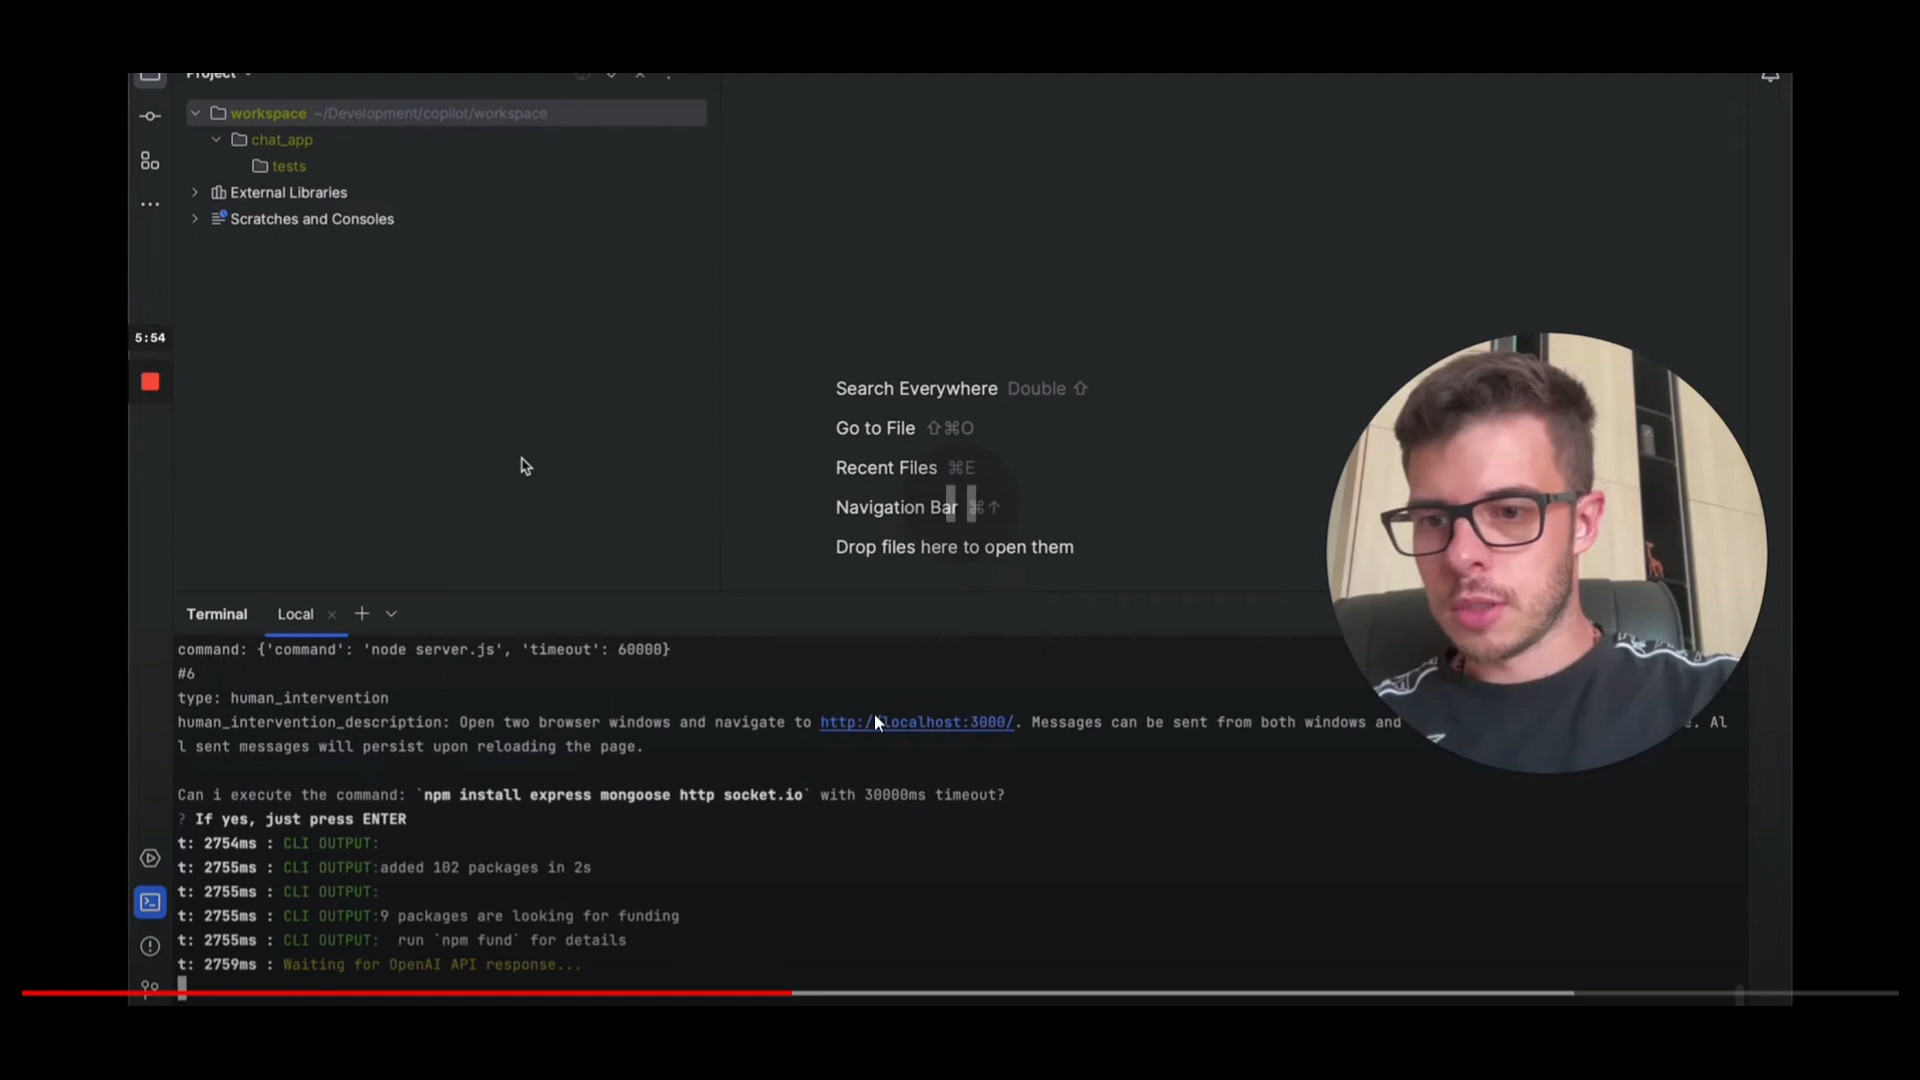 Project
workspace ~/Development/copilot/workspace
chat_app
tests
External Libraries
Scratches and Consoles
5:54
Search Everywhere Double ⇧
Go to File ⇧⌘O
Recent Files ⌘E
Navigation Bar ⌘↑
Drop files here to open them
Terminal Local
command: {'command': 'node server.js', 'timeout': 60000}
#6
type: human_intervention
human_intervention_description: Open two browser windows and navigate to http://localhost:3000/. Messages can be sent from both windows and . Al
l sent messages will persist upon reloading the page.
Can i execute the command: `npm install express mongoose http socket.io` with 30000ms timeout?
? If yes, just press ENTER
t: 2754ms : CLI OUTPUT:
t: 2755ms : CLI OUTPUT:added 102 packages in 2s
t: 2755ms : CLI OUTPUT:
t: 2755ms : CLI OUTPUT:9 packages are looking for funding
t: 2755ms : CLI OUTPUT:  run `npm fund` for details
t: 2759ms : Waiting for OpenAI API response...